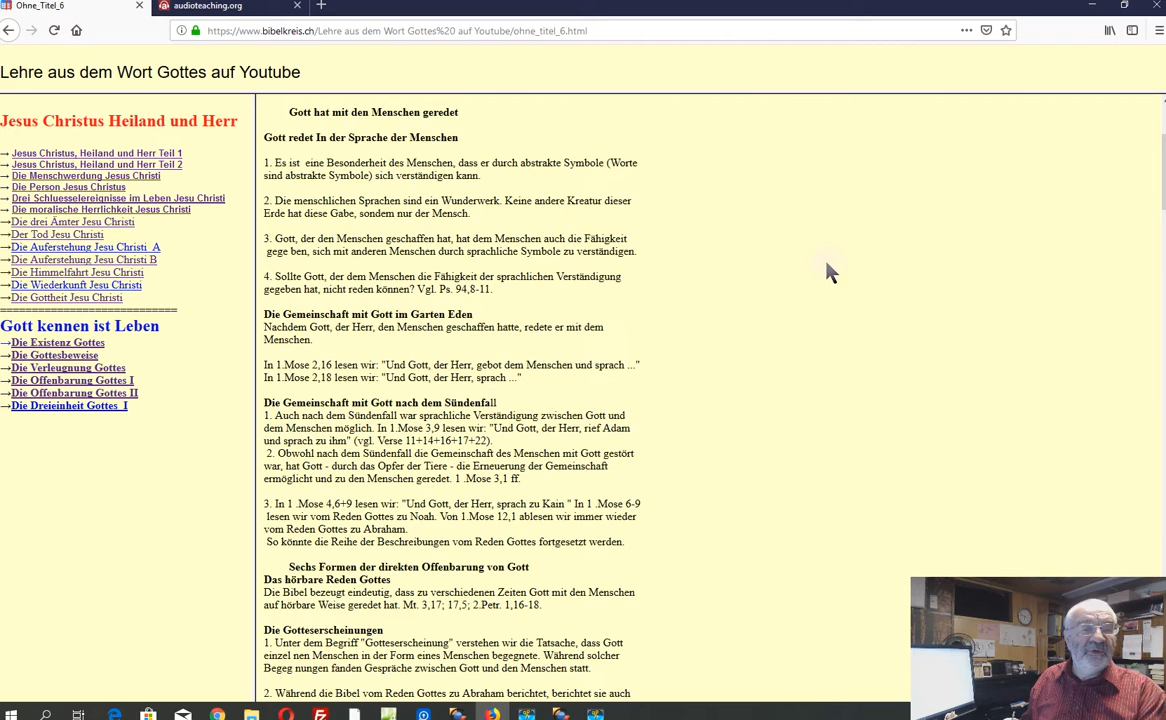 Ohne_Titel_6
audioteaching.org
https://www.bibelkreis.ch/Lehre aus dem Wort Gottes%20 auf Youtube/ohne_titel_6.html
Lehre aus dem Wort Gottes auf Youtube
Jesus Christus Heiland und Herr
→ Jesus Christus, Heiland und Herr Teil 1
→ Jesus Christus, Heiland und Herr Teil 2
→ Die Menschwerdung Jesu Christi
→ Die Person Jesus Christus
→ Drei Schluesselereignisse im Leben Jesu Christi
→ Die moralische Herrlichkeit Jesus Christi
→Die drei Ämter Jesu Christi
→Der Tod Jesu Christi
→Die Auferstehung Jesu Christi A
→Die Auferstehung Jesu Christi B
→Die Himmelfahrt Jesu Christi
→Die Wiederkunft Jesu Christi
→Die Gottheit Jesu Christi
============================
Gott kennen ist Leben
→Die Existenz Gottes
→Die Gottesbeweise
→Die Verleugnung Gottes
→Die Offenbarung Gottes I
→Die Offenbarung Gottes II
→Die Dreieinheit Gottes I
Gott hat mit den Menschen geredet
Gott redet In der Sprache der Menschen
1. Es ist eine Besonderheit des Menschen, dass er durch abstrakte Symbole (Worte
sind abstrakte Symbole) sich verständigen kann.
2. Die menschlichen Sprachen sind ein Wunderwerk. Keine andere Kreatur dieser
Erde hat diese Gabe, sondem nur der Mensch.
3. Gott, der den Menschen geschaffen hat, hat dem Menschen auch die Fähigkeit
gege ben, sich mit anderen Menschen durch sprachliche Symbole zu verständigen.
4. Sollte Gott, der dem Menschen die Fähigkeit der sprachlichen Verständigung
gegeben hat, nicht reden können? Vgl. Ps. 94,8-11.
Die Gemeinschaft mit Gott im Garten Eden
Nachdem Gott, der Herr, den Menschen geschaffen hatte, redete er mit dem
Menschen.
In 1.Mose 2,16 lesen wir: "Und Gott, der Herr, gebot dem Menschen und sprach ..."
In 1.Mose 2,18 lesen wir: "Und Gott, der Herr, sprach ..."
Die Gemeinschaft mit Gott nach dem Sündenfall
1. Auch nach dem Sündenfall war sprachliche Verständigung zwischen Gott und
dem Menschen möglich. In 1.Mose 3,9 lesen wir: "Und Gott, der Herr, rief Adam
und sprach zu ihm" (vgl. Verse 11+14+16+17+22).
2. Obwohl nach dem Sündenfall die Gemeinschaft des Menschen mit Gott gestört
war, hat Gott - durch das Opfer der Tiere - die Erneuerung der Gemeinschaft
ermöglicht und zu den Menschen geredet. 1 .Mose 3,1 ff.
3. In 1 .Mose 4,6+9 lesen wir: "Und Gott, der Herr, sprach zu Kain " In 1 .Mose 6-9
lesen wir vom Reden Gottes zu Noah. Von 1.Mose 12,1 ablesen wir immer wieder
vom Reden Gottes zu Abraham.
So könnte die Reihe der Beschreibungen vom Reden Gottes fortgesetzt werden.
Sechs Formen der direkten Offenbarung von Gott
Das hörbare Reden Gottes
Die Bibel bezeugt eindeutig, dass zu verschiedenen Zeiten Gott mit den Menschen
auf hörbare Weise geredet hat. Mt. 3,17; 17,5; 2.Petr. 1,16-18.
Die Gotteserscheinungen
1. Unter dem Begriff "Gotteserscheinung" verstehen wir die Tatsache, dass Gott
einzel nen Menschen in der Form eines Menschen begegnete. Während solcher
Begeg nungen fanden Gespräche zwischen Gott und den Menschen statt.
2. Während die Bibel vom Reden Gottes zu Abraham berichtet, berichtet sie auch